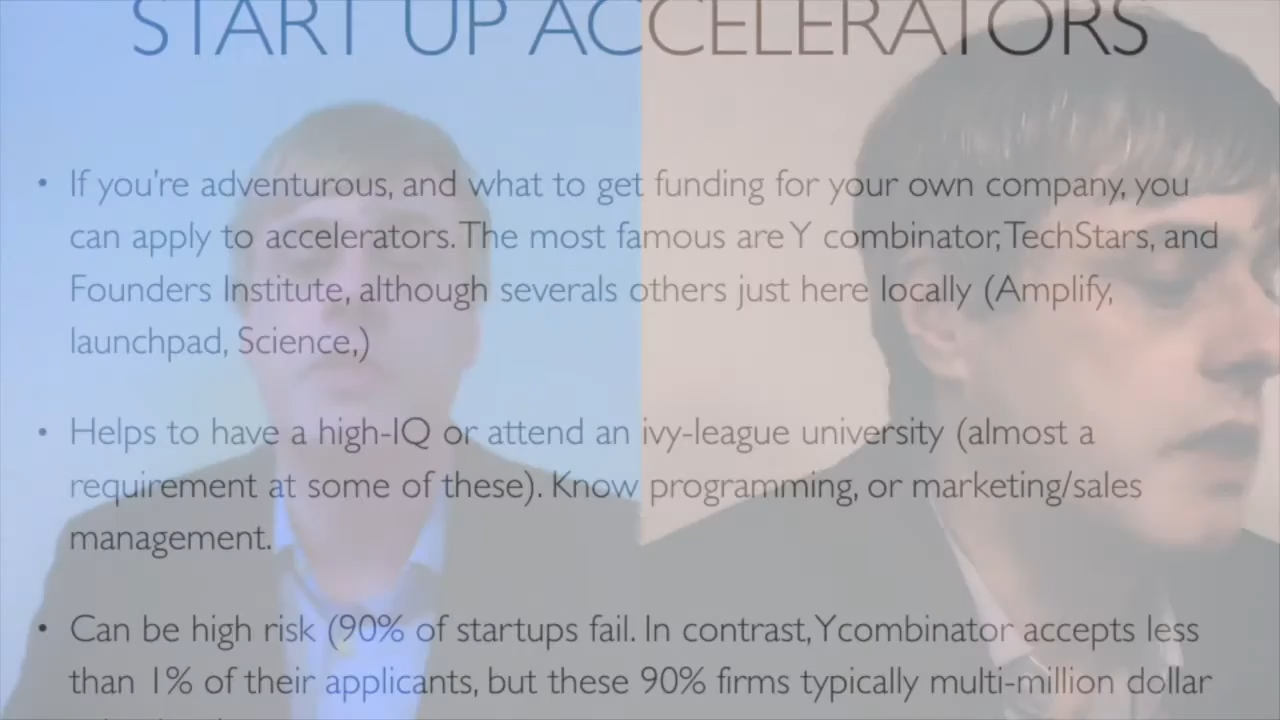 START UP ACCELERATORS
• If you're adventurous, and what to get funding for your own company, you
can apply to accelerators. The most famous are Y combinator, TechStars, and
Founders Institute, although severals others just here locally (Amplify,
launchpad, Science,)
• Helps to have a high-IQ or attend an ivy-league university (almost a
requirement at some of these). Know programming, or marketing/sales
management.
• Can be high risk (90% of startups fail. In contrast, Ycombinator accepts less
than 1% of their applicants, but these 90% firms typically multi-million dollar